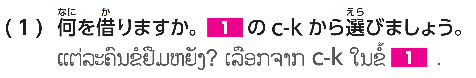 (1) 何を借りますか。 1 の c-k から選びましょう。
ແຕ່ລະຄົນຂໍຢືມຫຍັງ? ເລືອກຈາກ c-k ໃນຂໍ້ 1 .